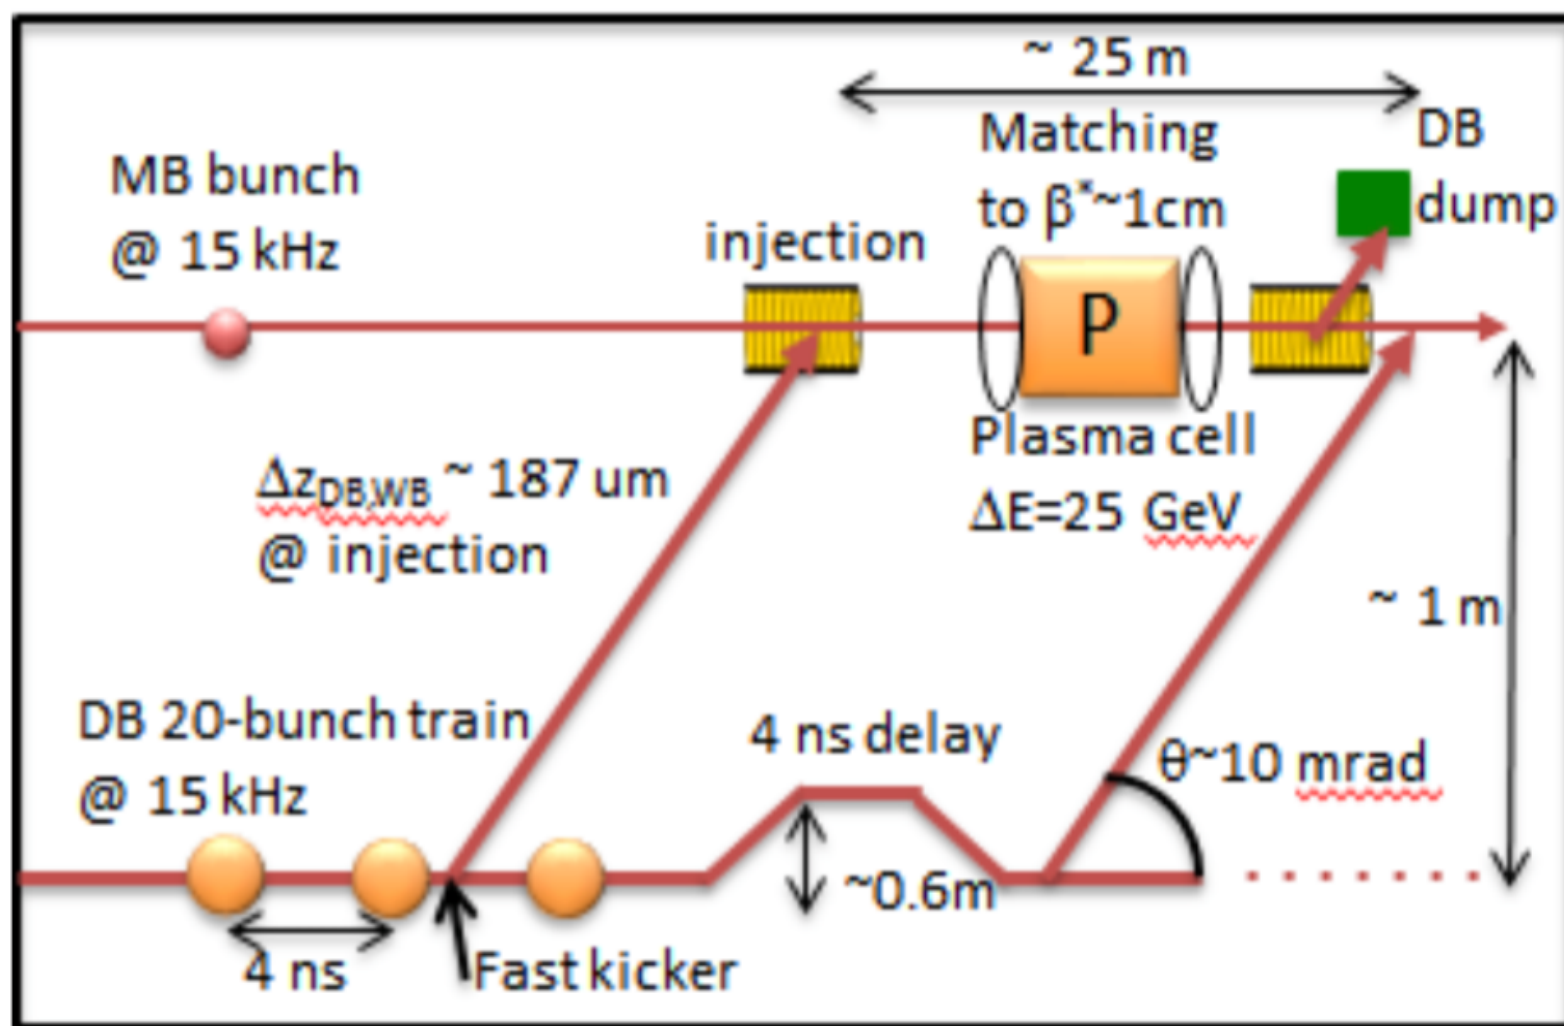 ~ 25 m
MB bunch
@ 15 kHz
injection
Matching
to β*~1cm
DB
dump
P
Plasma cell
ΔE=25 GeV
Δz_DB,WB ~ 187 um
@ injection
~ 1 m
DB 20-bunch train
@ 15 kHz
4 ns delay
θ~10 mrad
~0.6m
4 ns
Fast kicker